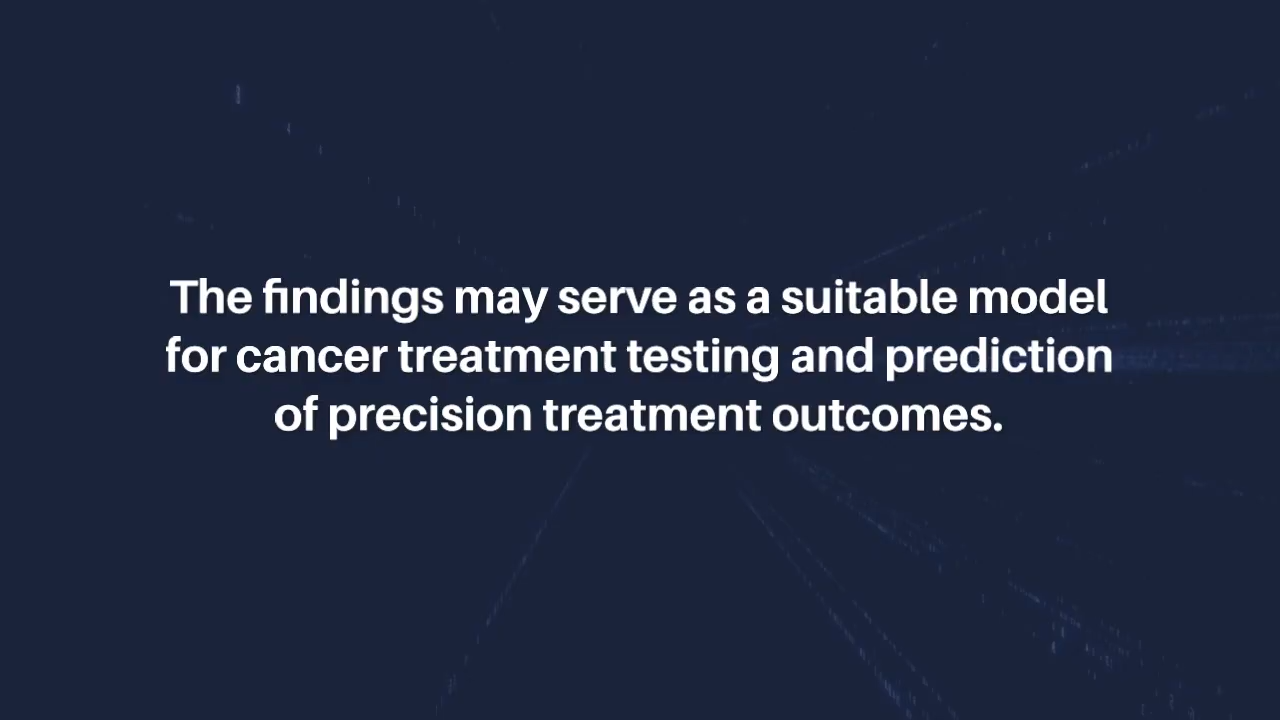 The findings may serve as a suitable model
for cancer treatment testing and prediction
of precision treatment outcomes.